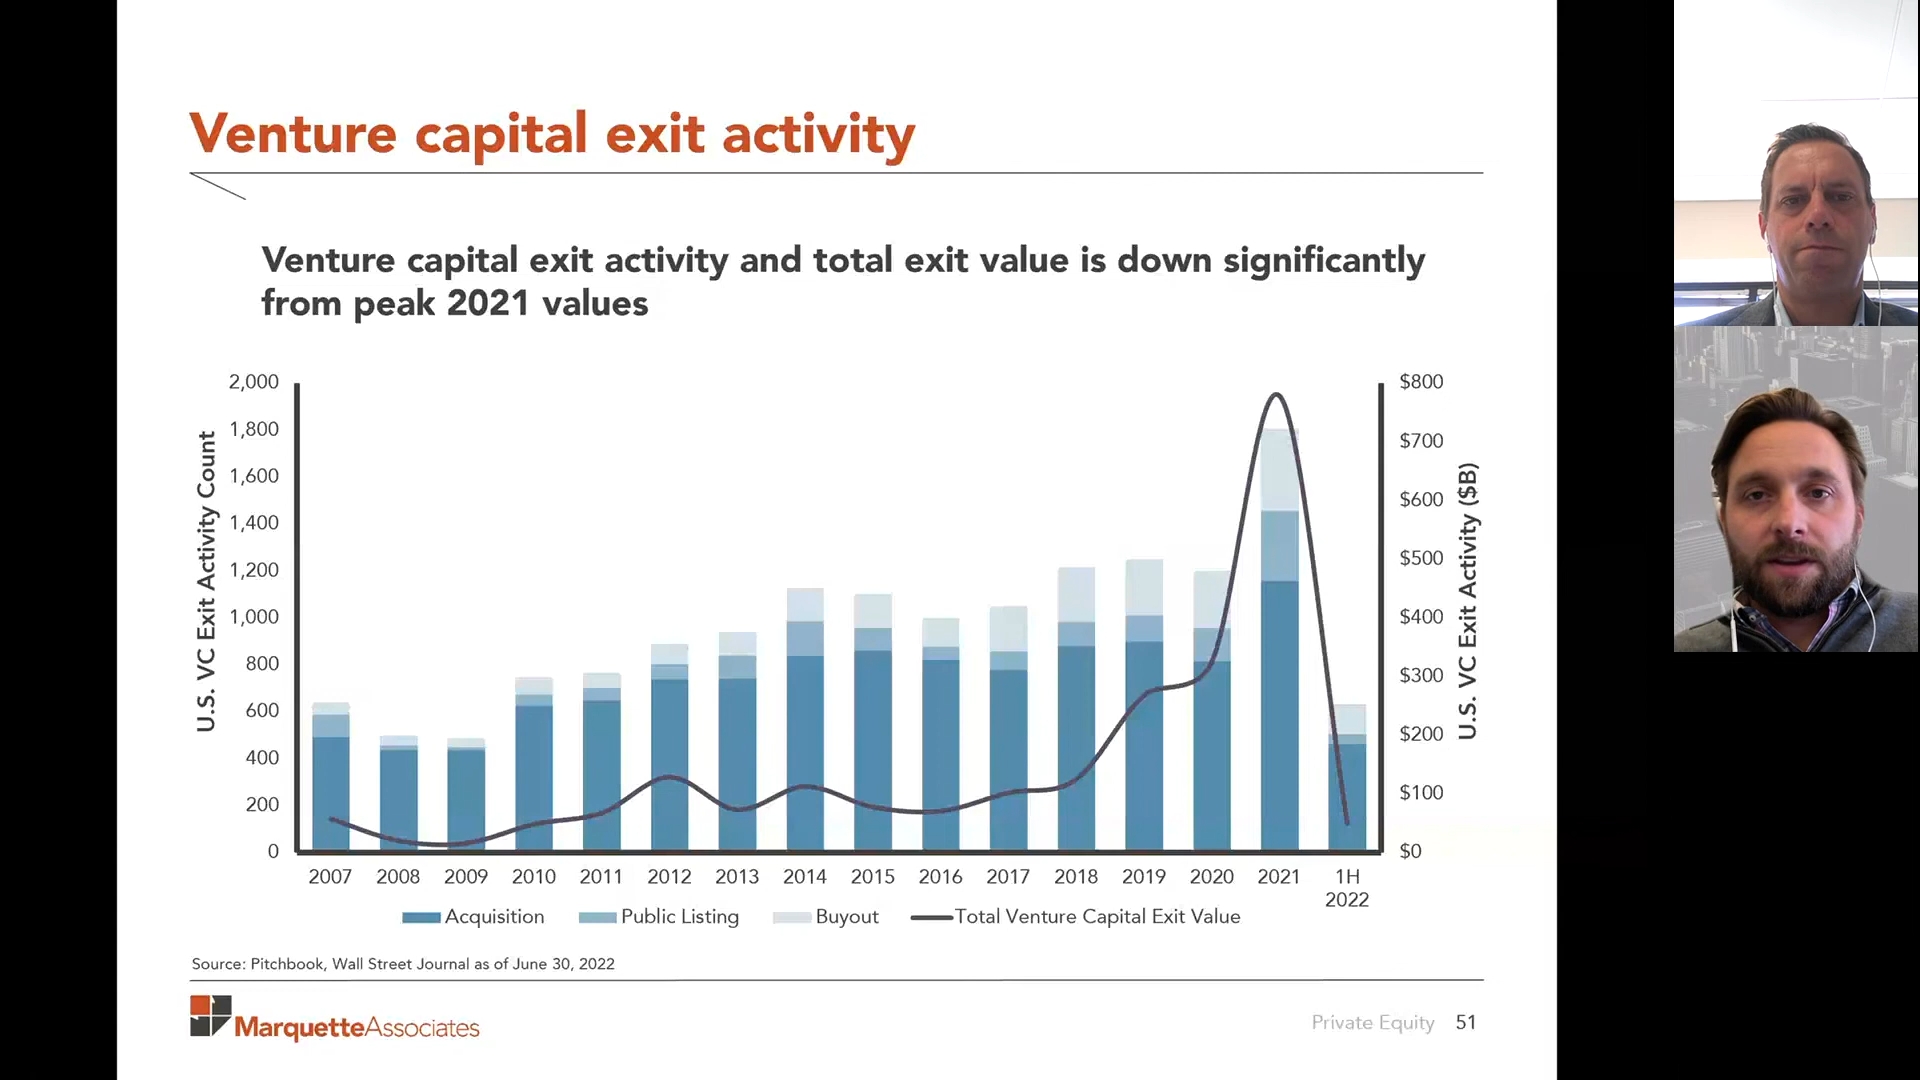 Venture capital exit activity
Venture capital exit activity and total exit value is down significantly
from peak 2021 values
U.S. VC Exit Activity Count
2,000
1,800
1,600
1,400
1,200
1,000
800
600
400
200
0
$800
$700
$600
$500
$400
$300
$200
$100
$0
U.S. VC Exit Activity ($B)
2007 2008 2009 2010 2011 2012 2013 2014 2015 2016 2017 2018 2019 2020 2021 1H
2022
Acquisition Public Listing Buyout Total Venture Capital Exit Value
Source: Pitchbook, Wall Street Journal as of June 30, 2022
MarquetteAssociates
Private Equity 51